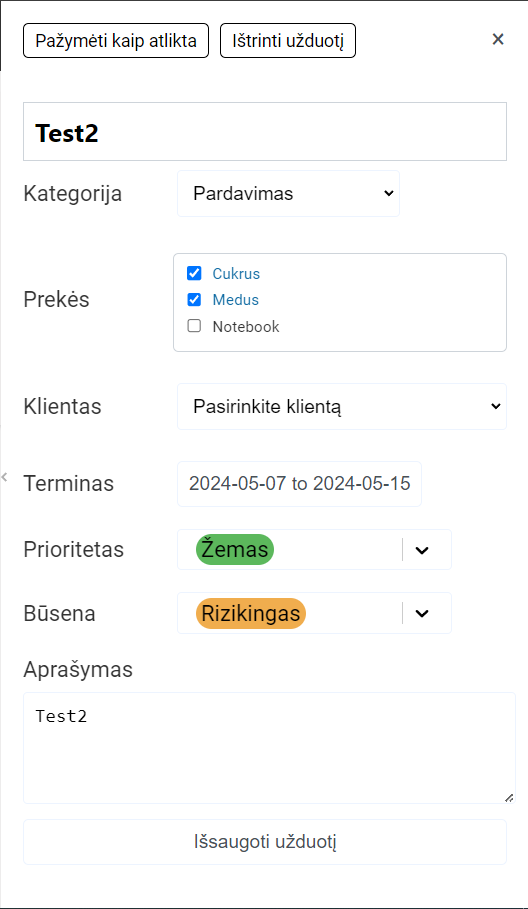 Pažymėti kaip atlikta Ištrinti užduotį ×
Test2
Kategorija Pardavimas
Prekės
Cukrus
Medus
Notebook
Klientas Pasirinkite klientą
Terminas 2024-05-07 to 2024-05-15
Prioritetas Žemas
Būsena Rizikingas
Aprašymas
Test2
Išsaugoti užduotį